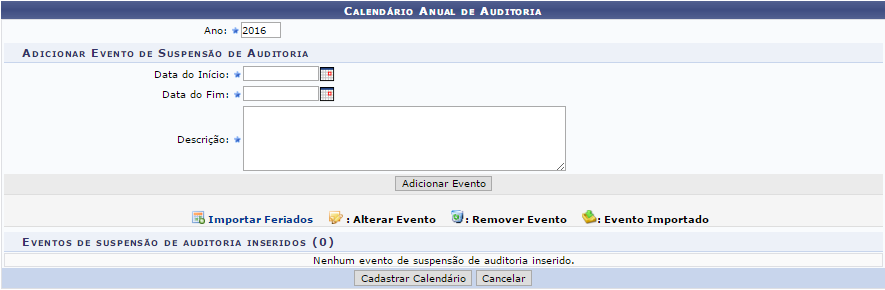 Calendário Anual de Auditoria
Ano: 2016
Adicionar Evento de Suspensão de Auditoria
Data do Início:
Data do Fim:
Descrição:
Adicionar Evento
Importar Feriados : Alterar Evento : Remover Evento : Evento Importado
Eventos de suspensão de auditoria inseridos (0)
Nenhum evento de suspensão de auditoria inserido.
Cadastrar Calendário Cancelar